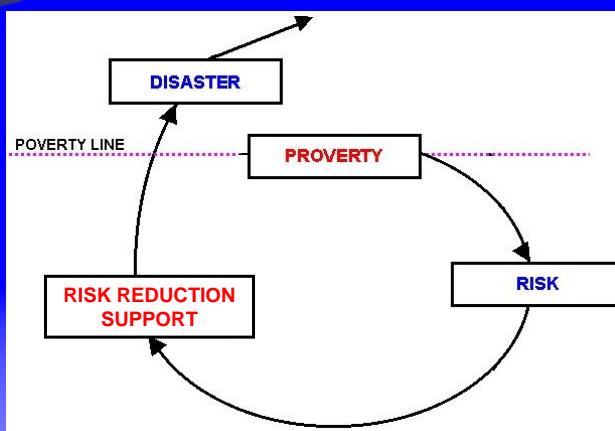 DISASTER
POVERTY LINE
PROVERTY
RISK
RISK REDUCTION
SUPPORT